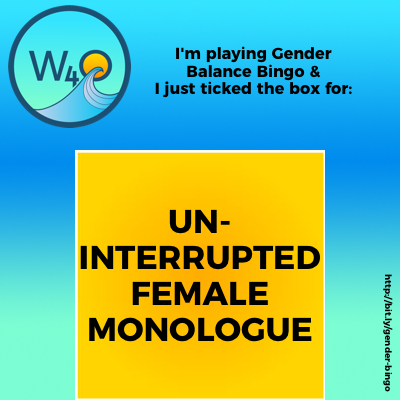 W4O
I'm playing Gender
Balance Bingo &
I just ticked the box for:
UN-
INTERRUPTED
FEMALE
MONOLOGUE
http://bit.ly/gender-bingo